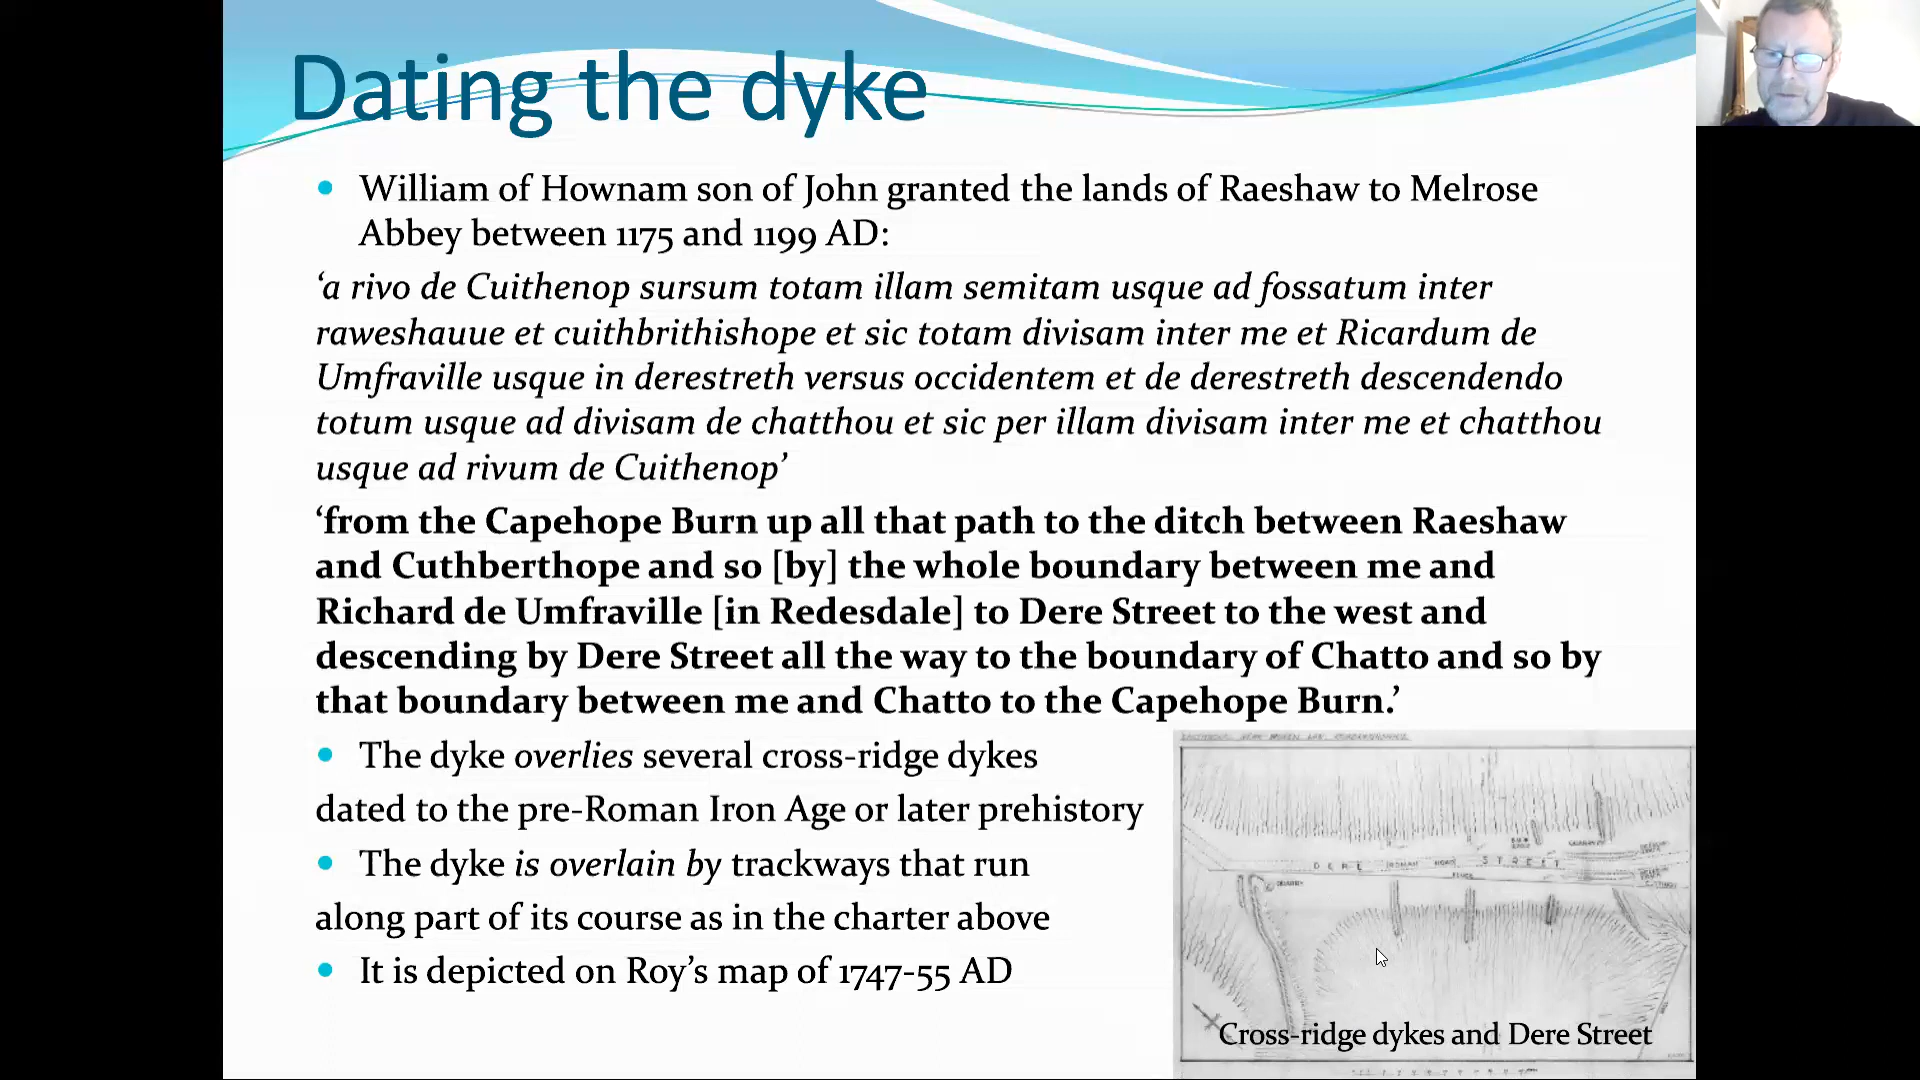 Dating the dyke
William of Hownam son of John granted the lands of Raeshaw to Melrose
Abbey between 1175 and 1199 AD:
‘a rivo de Cuithenop sursum totam illam semitam usque ad fossatum inter
raweshauue et cuithbrithishope et sic totam divisam inter me et Ricardum de
Umfraville usque in derestreth versus occidentem et de derestreth descendendo
totum usque ad divisam de chatthou et sic per illam divisam inter me et chatthou
usque ad rivum de Cuithenop’
‘from the Capehope Burn up all that path to the ditch between Raeshaw
and Cuthberthope and so [by] the whole boundary between me and
Richard de Umfraville [in Redesdale] to Dere Street to the west and
descending by Dere Street all the way to the boundary of Chatto and so by
that boundary between me and Chatto to the Capehope Burn.’
The dyke overlies several cross-ridge dykes
dated to the pre-Roman Iron Age or later prehistory
The dyke is overlain by trackways that run
along part of its course as in the charter above
It is depicted on Roy’s map of 1747-55 AD
DERE ROMAN ROAD STREET
Cross-ridge dykes and Dere Street